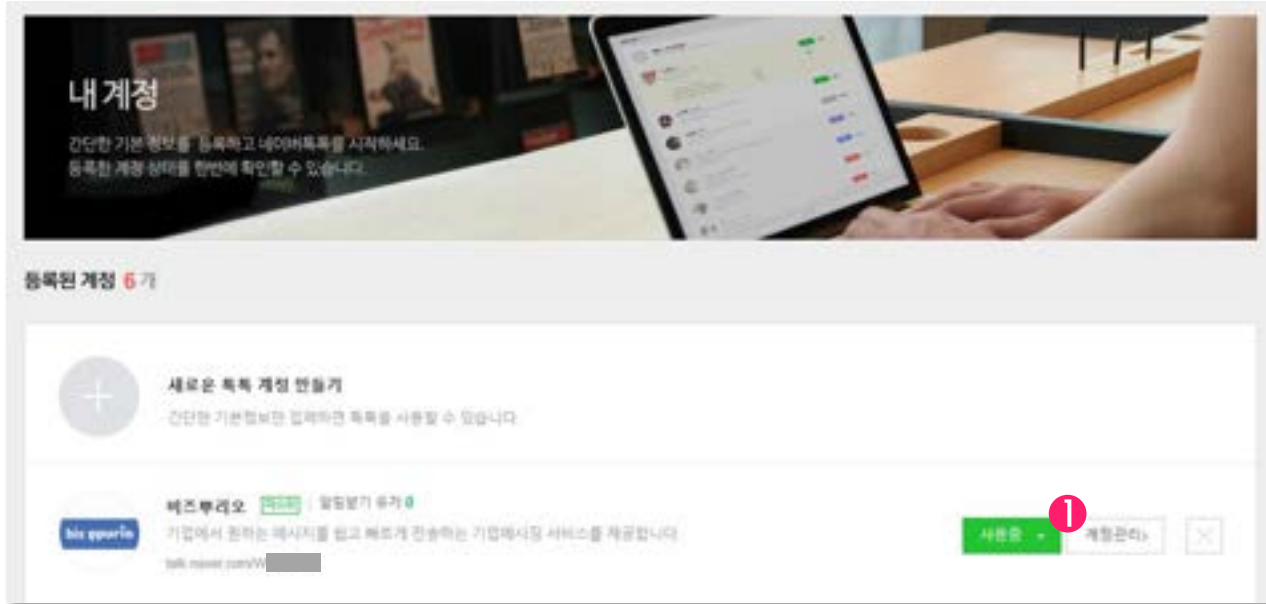 내 계정
간단한 기본 정보를 등록하고 네이버톡톡을 시작하세요.
등록한 계정 상태를 한번에 확인할 수 있습니다.
등록된 계정 6 개
새로운 톡톡 계정 만들기
간단한 기본정보만 입력하면 톡톡을 사용할 수 있습니다.
비즈뿌리오 알림받기 유저 0
biz ppurio
기업에서 원하는 메시지를 쉽고 빠르게 전송하는 기업메시징 서비스를 제공합니다.
사용중
1
계정관리>
talk.naver.com/W